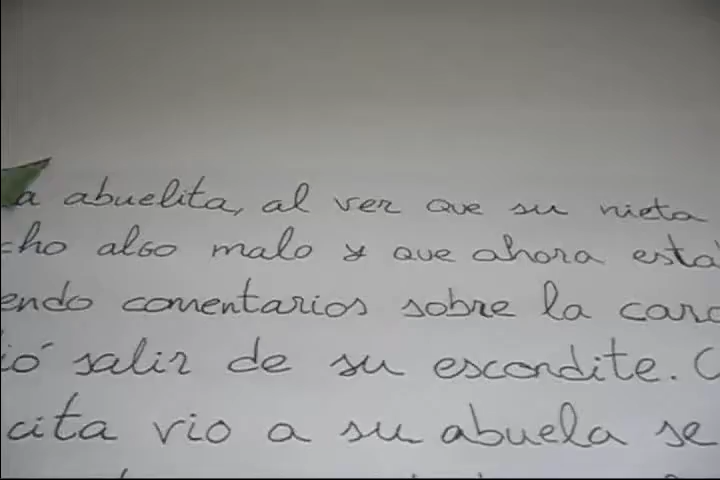 a abuelita, al ver que su nieta
cho algo malo y que ahora esta
endo comentarios sobre la car
ió salir de su escondite. C
cita vio a su abuela se